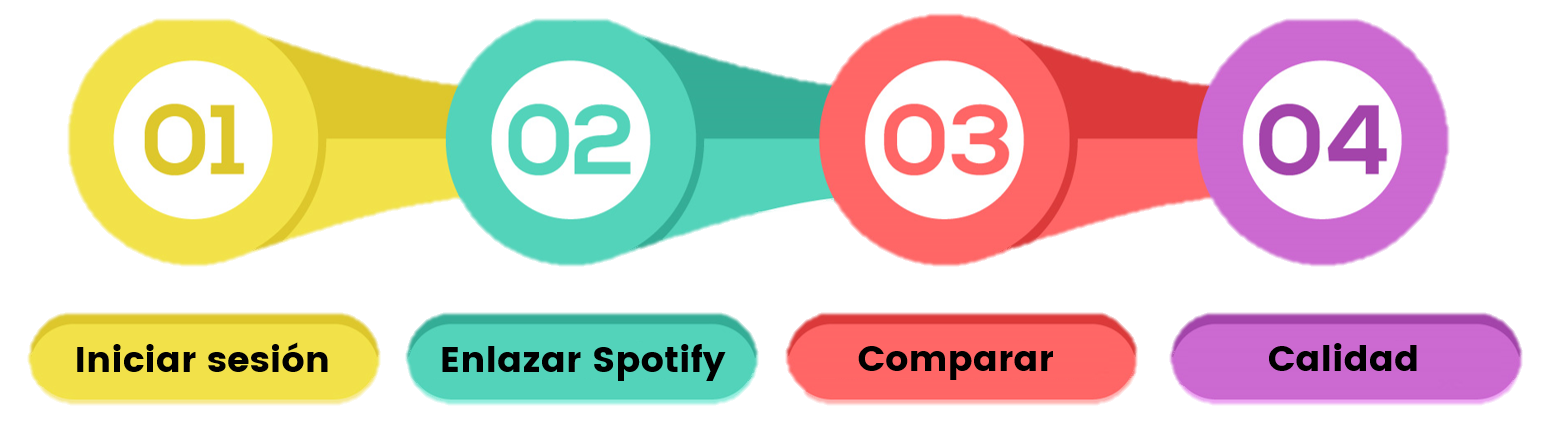 01
02
03
04
Iniciar sesión
Enlazar Spotify
Comparar
Calidad